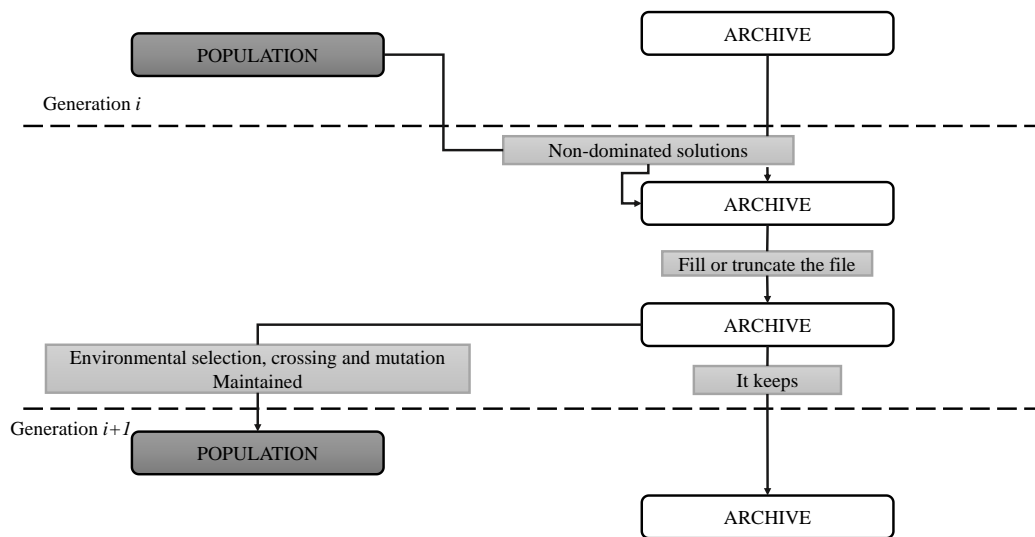 ARCHIVE
POPULATION
Generation i
Non-dominated solutions
ARCHIVE
Fill or truncate the file
ARCHIVE
Environmental selection, crossing and mutation
Maintained
It keeps
Generation i+1
POPULATION
ARCHIVE